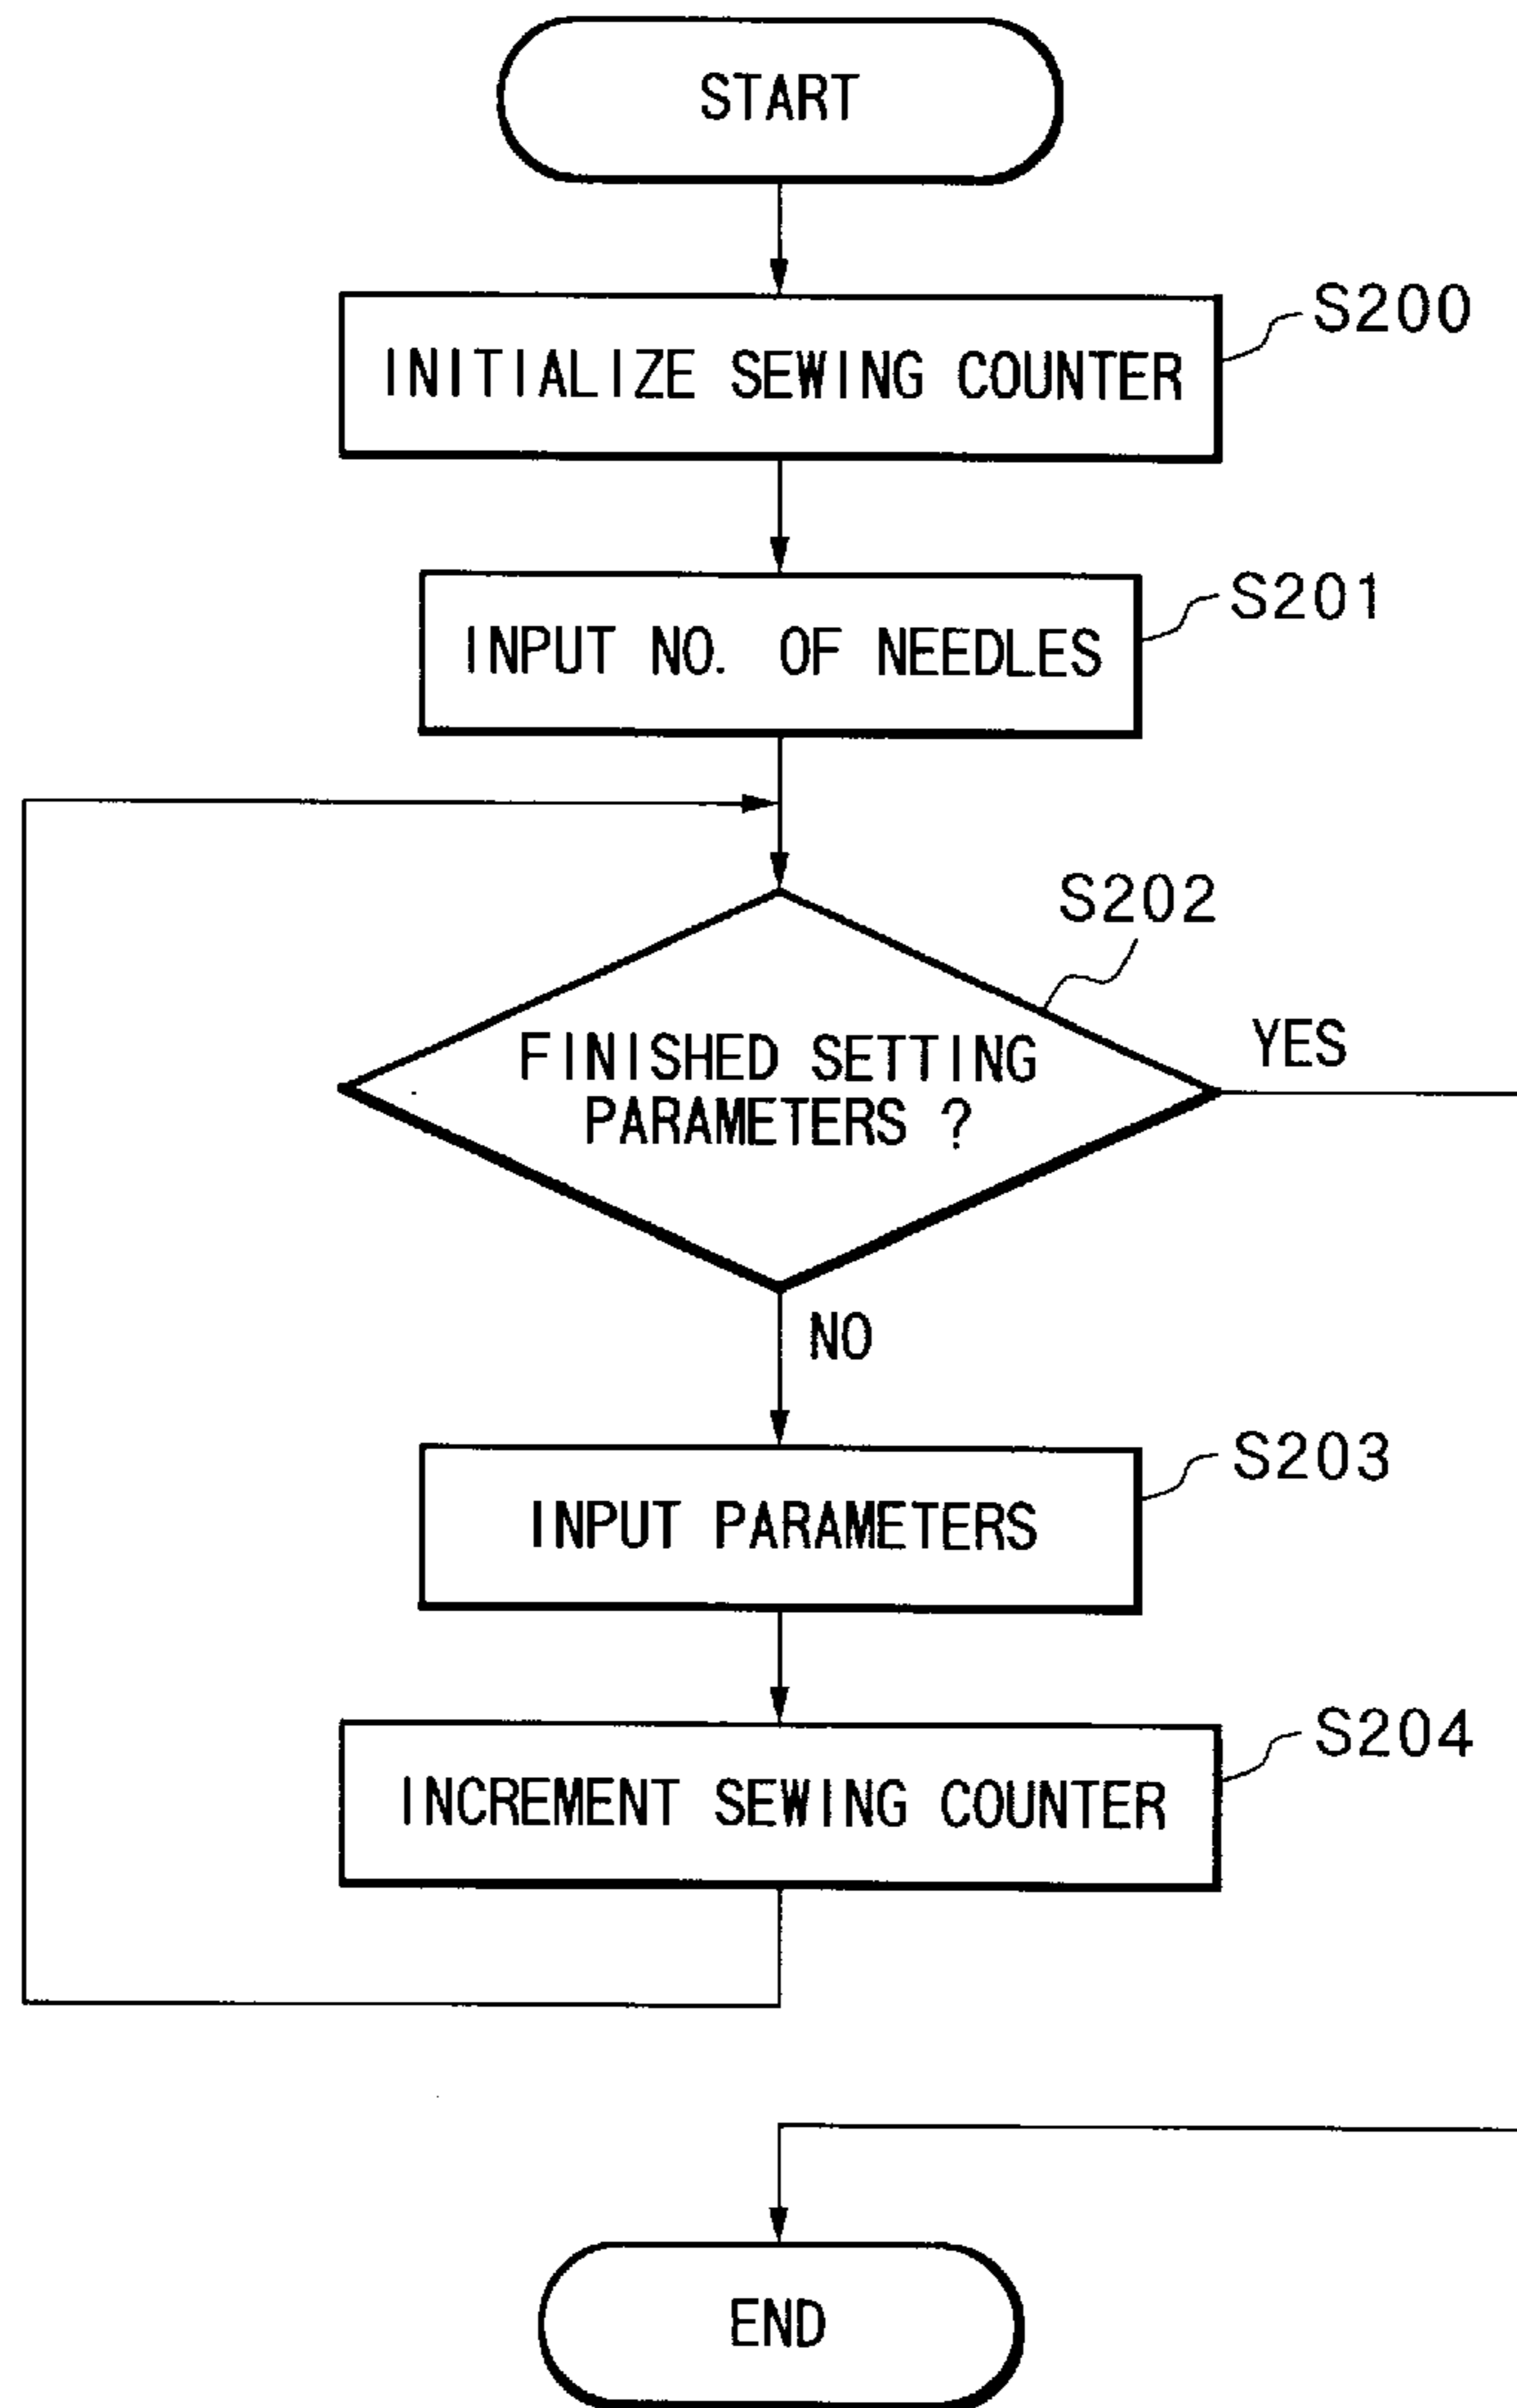 START
S200
INITIALIZE SEWING COUNTER
S201
INPUT NO. OF NEEDLES
S202
FINISHED SETTING
PARAMETERS ?
YES
NO
S203
INPUT PARAMETERS
S204
INCREMENT SEWING COUNTER
END